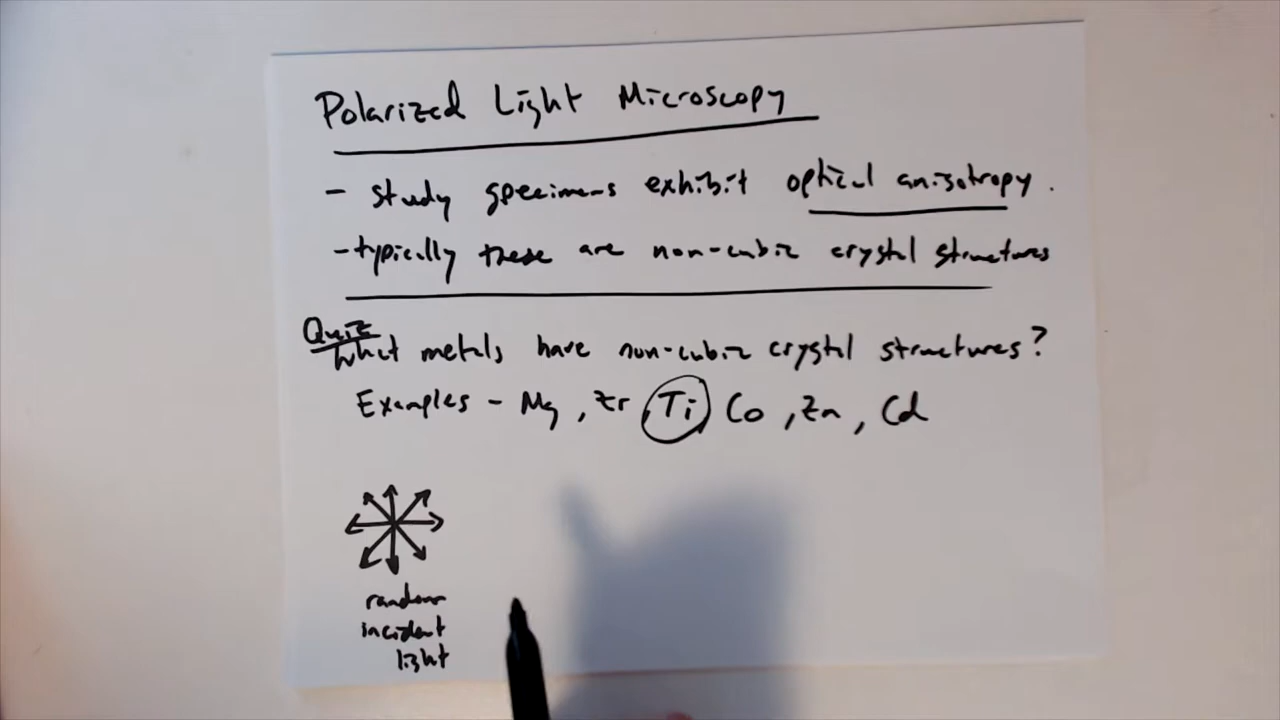 Polarized Light Microscopy
- study specimens exhibit optical anisotropy.
- typically these are non-cubic crystal structures
Quiz
What metals have non-cubic crystal structures?
Examples - Mg, Zr, Ti Co, Zn, Cd
random
incident
light